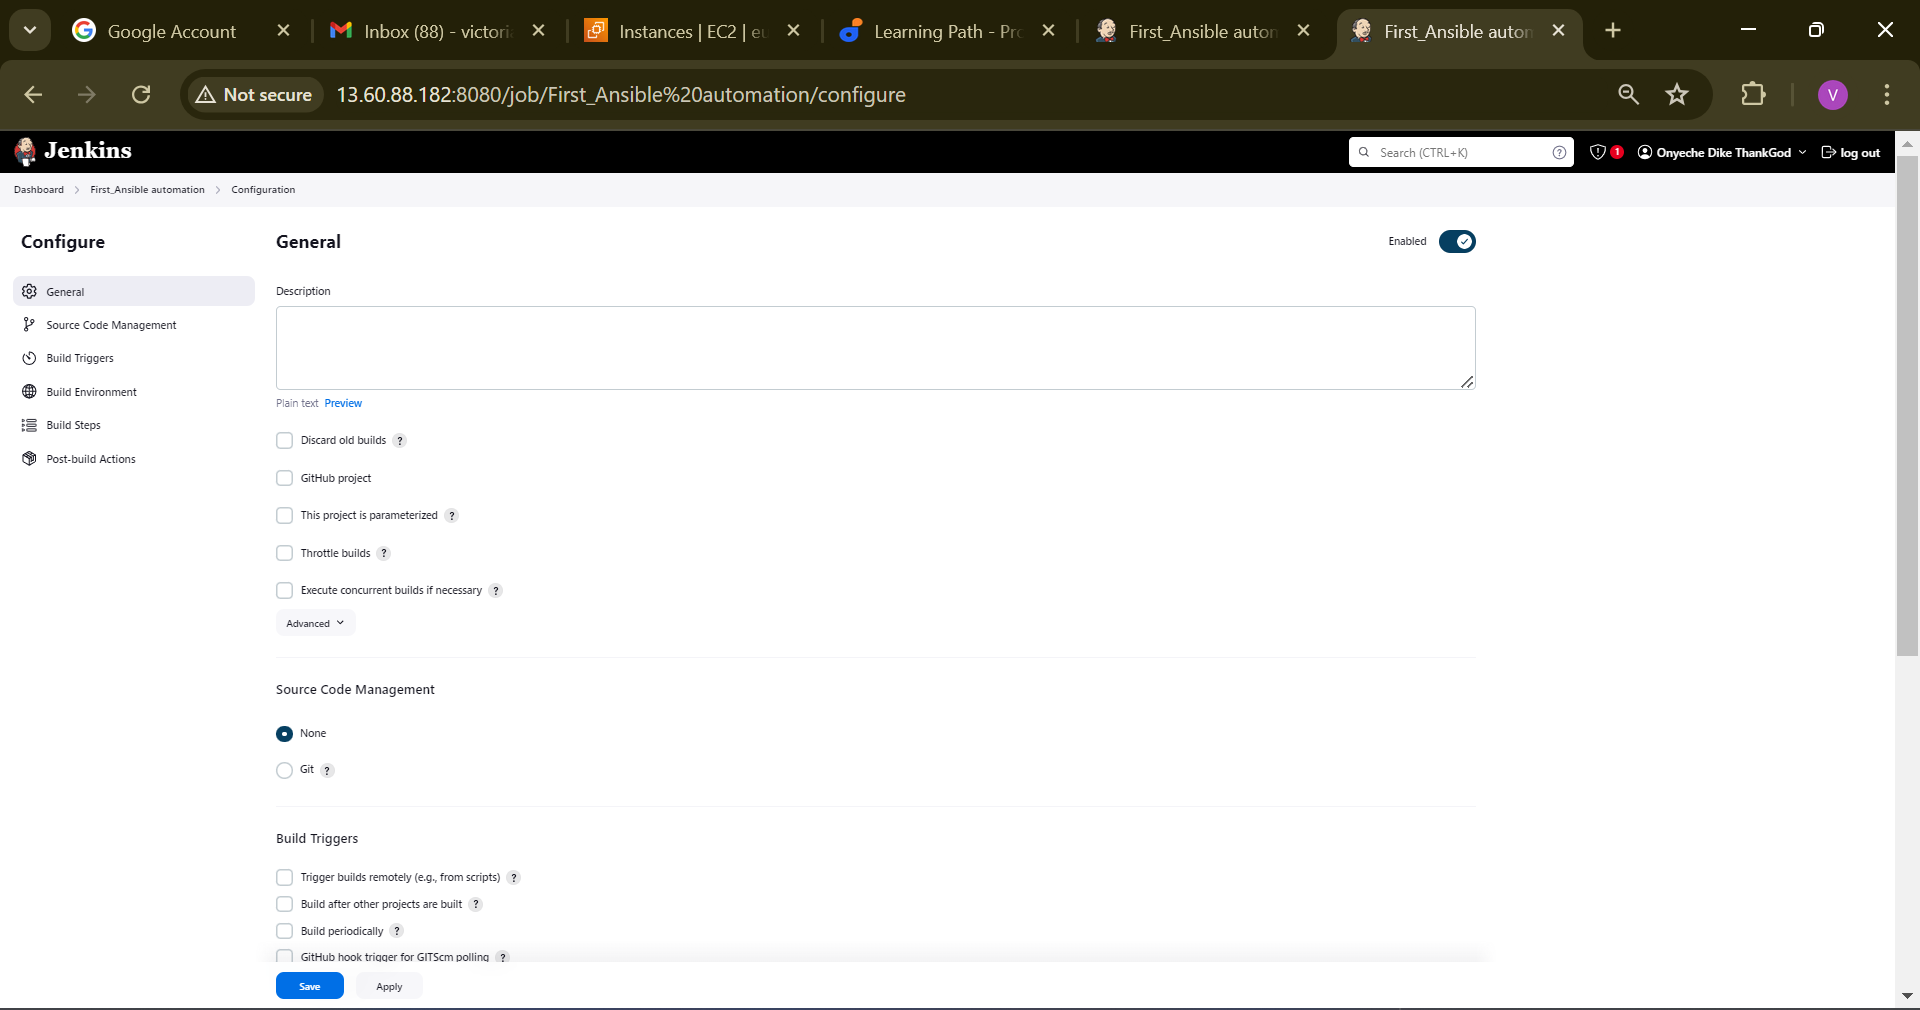 Google Account
Inbox (88) - victori
Instances | EC2 | eu
Learning Path - Pro
First_Ansible autom
First_Ansible autom
Not secure
13.60.88.182:8080/job/First_Ansible%20automation/configure
V
Jenkins
Search (CTRL+K)
?
1
Onyeche Dike ThankGod
log out
Dashboard
First_Ansible automation
Configuration
Configure
General
Source Code Management
Build Triggers
Build Environment
Build Steps
Post-build Actions
General
Enabled
Description
Plain text Preview
Discard old builds ?
GitHub project
This project is parameterized ?
Throttle builds ?
Execute concurrent builds if necessary ?
Advanced
Source Code Management
None
Git ?
Build Triggers
Trigger builds remotely (e.g., from scripts) ?
Build after other projects are built ?
Build periodically ?
GitHub hook trigger for GITScm polling ?
Save
Apply